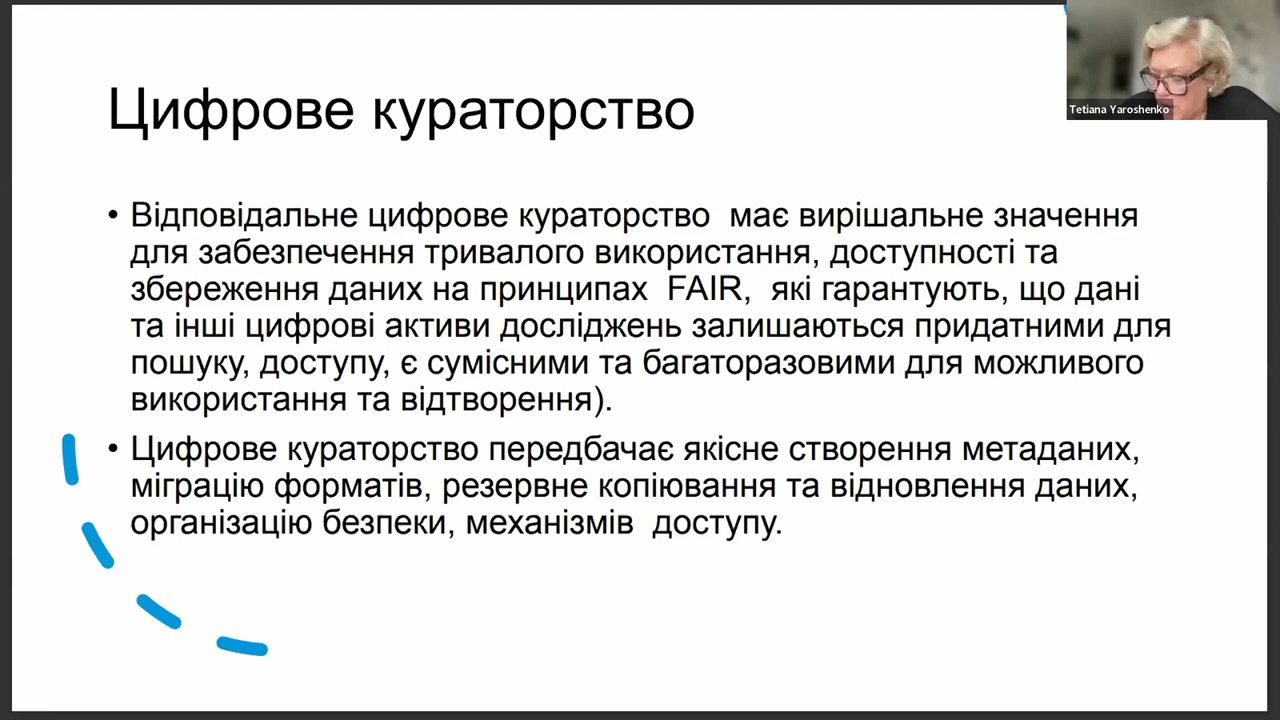 Цифрове кураторство
Tetiana Yaroshenko
• Відповідальне цифрове кураторство  має вирішальне значення
для забезпечення тривалого використання, доступності та
збереження даних на принципах  FAIR,  які гарантують, що дані
та інші цифрові активи досліджень залишаються придатними для
пошуку, доступу, є сумісними та багаторазовими для можливого
використання та відтворення).
• Цифрове кураторство передбачає якісне створення метаданих,
міграцію форматів, резервне копіювання та відновлення даних,
організацію безпеки, механізмів  доступу.